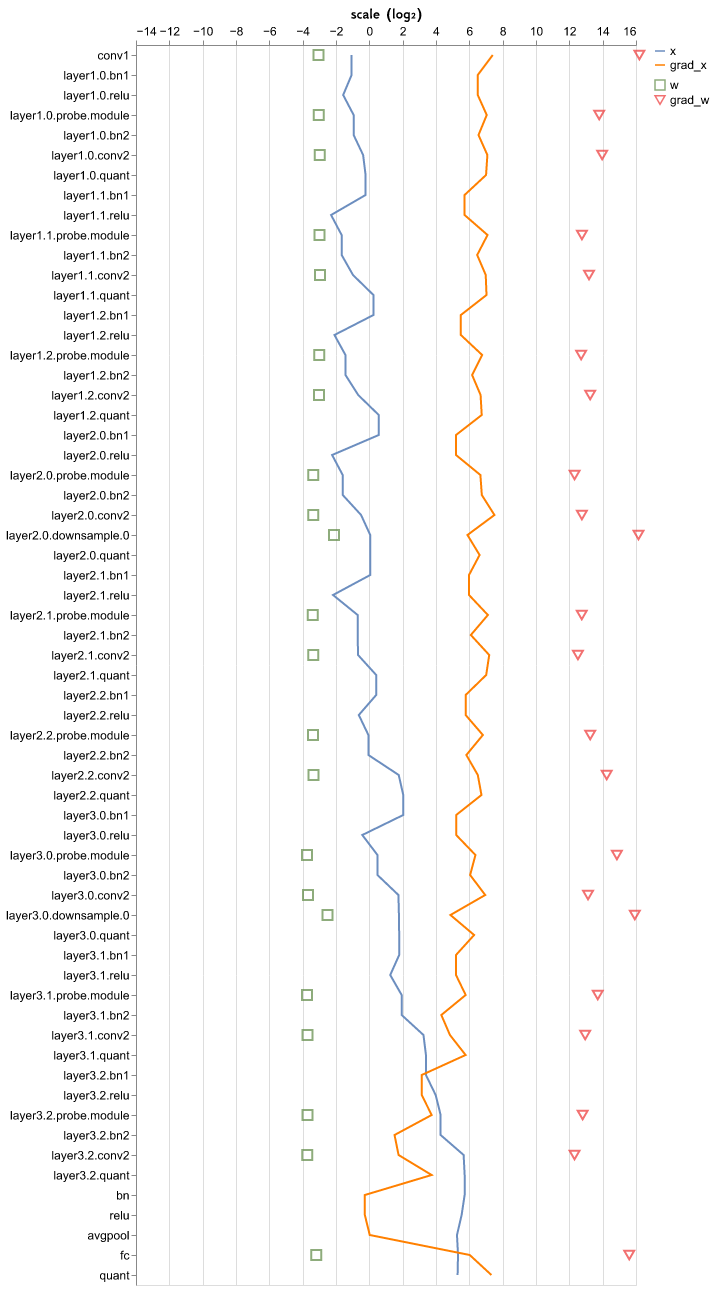 scale (log₂)
−14 −12 −10 −8 −6 −4 −2 0 2 4 6 8 10 12 14 16
x
grad_x
w
grad_w
conv1
layer1.0.bn1
layer1.0.relu
layer1.0.probe.module
layer1.0.bn2
layer1.0.conv2
layer1.0.quant
layer1.1.bn1
layer1.1.relu
layer1.1.probe.module
layer1.1.bn2
layer1.1.conv2
layer1.1.quant
layer1.2.bn1
layer1.2.relu
layer1.2.probe.module
layer1.2.bn2
layer1.2.conv2
layer1.2.quant
layer2.0.bn1
layer2.0.relu
layer2.0.probe.module
layer2.0.bn2
layer2.0.conv2
layer2.0.downsample.0
layer2.0.quant
layer2.1.bn1
layer2.1.relu
layer2.1.probe.module
layer2.1.bn2
layer2.1.conv2
layer2.1.quant
layer2.2.bn1
layer2.2.relu
layer2.2.probe.module
layer2.2.bn2
layer2.2.conv2
layer2.2.quant
layer3.0.bn1
layer3.0.relu
layer3.0.probe.module
layer3.0.bn2
layer3.0.conv2
layer3.0.downsample.0
layer3.0.quant
layer3.1.bn1
layer3.1.relu
layer3.1.probe.module
layer3.1.bn2
layer3.1.conv2
layer3.1.quant
layer3.2.bn1
layer3.2.relu
layer3.2.probe.module
layer3.2.bn2
layer3.2.conv2
layer3.2.quant
bn
relu
avgpool
fc
quant